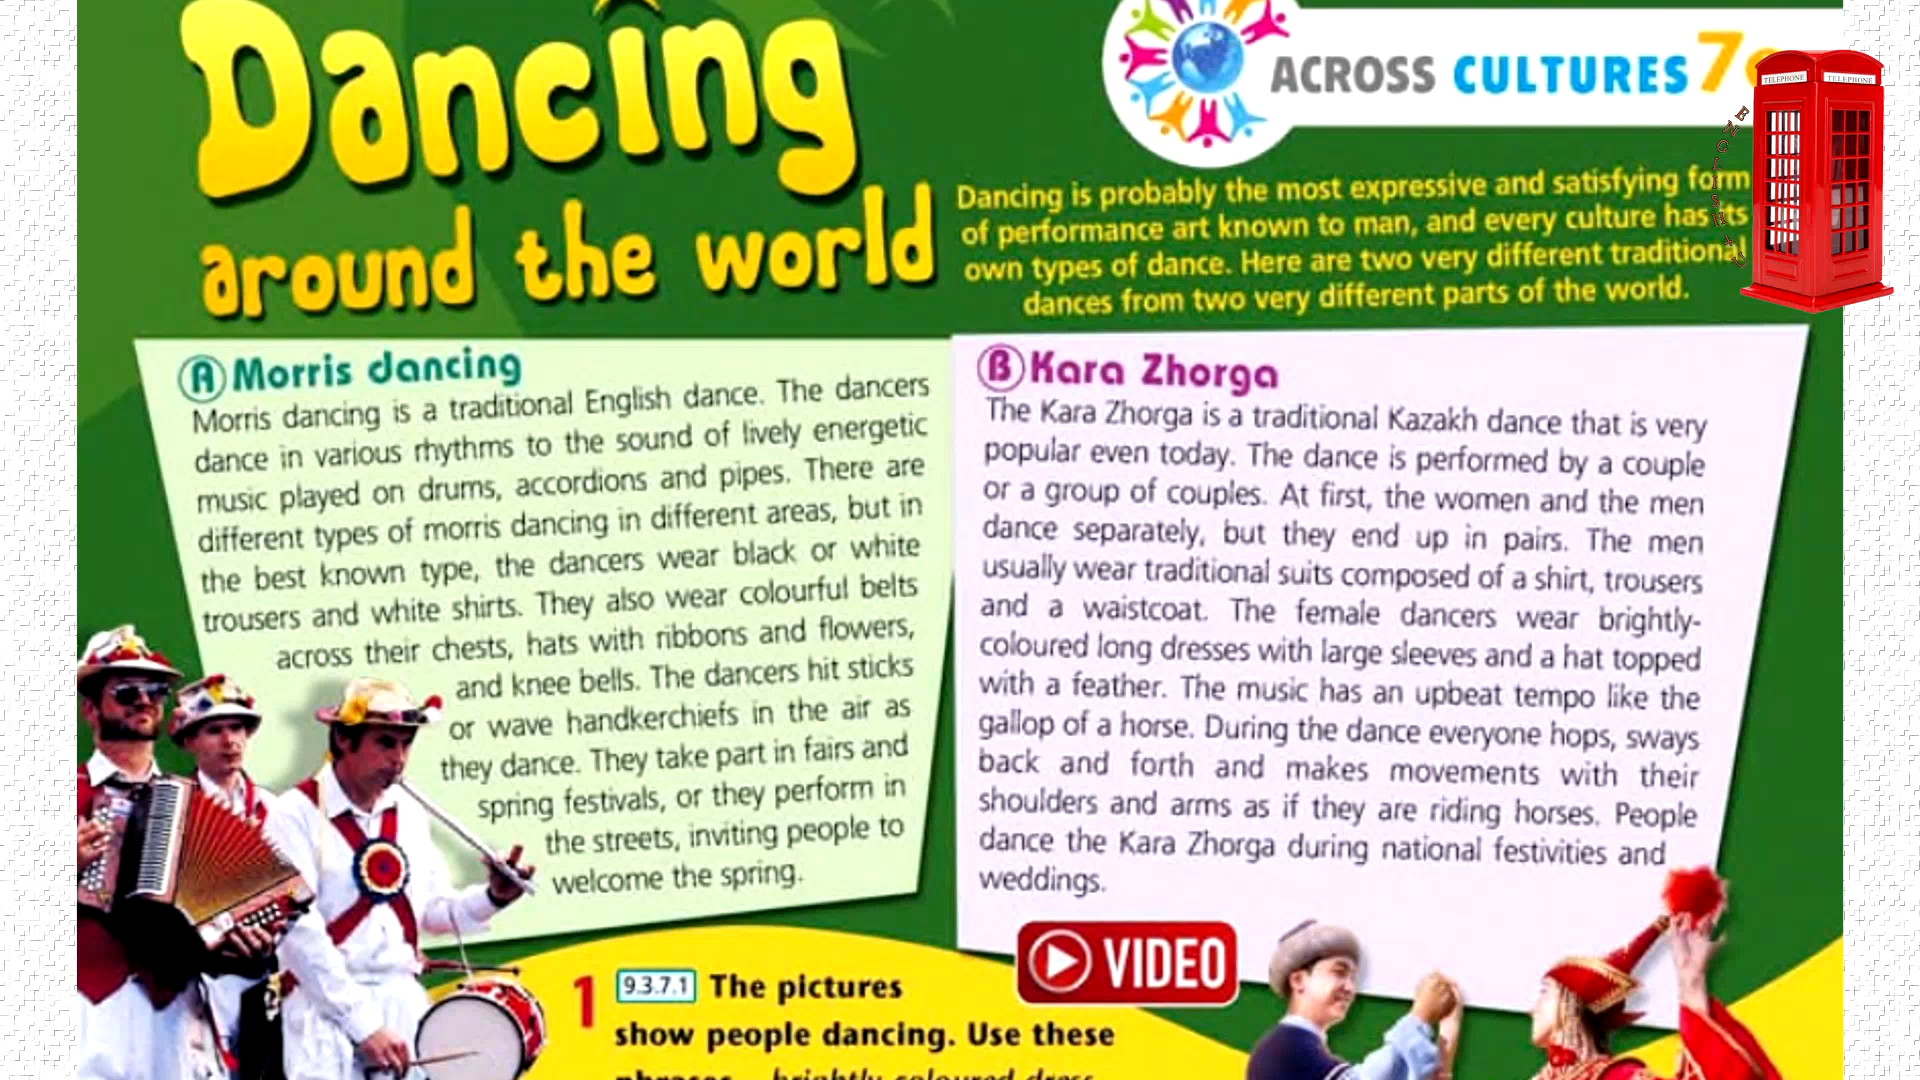 Dancing
around the world
ACROSS CULTURES 7
TELEPHONE TELEPHONE
Dancing is probably the most expressive and satisfying form
of performance art known to man, and every culture has its
own types of dance. Here are two very different traditional
dances from two very different parts of the world.
A Morris dancing
Morris dancing is a traditional English dance. The dancers
dance in various rhythms to the sound of lively energetic
music played on drums, accordions and pipes. There are
different types of morris dancing in different areas, but in
the best known type, the dancers wear black or white
trousers and white shirts. They also wear colourful belts
across their chests, hats with ribbons and flowers,
and knee bells. The dancers hit sticks
or wave handkerchiefs in the air as
they dance. They take part in fairs and
spring festivals, or they perform in
the streets, inviting people to
welcome the spring.
B Kara Zhorga
The Kara Zhorga is a traditional Kazakh dance that is very
popular even today. The dance is performed by a couple
or a group of couples. At first, the women and the men
dance separately, but they end up in pairs. The men
usually wear traditional suits composed of a shirt, trousers
and a waistcoat. The female dancers wear brightly-
coloured long dresses with large sleeves and a hat topped
with a feather. The music has an upbeat tempo like the
gallop of a horse. During the dance everyone hops, sways
back and forth and makes movements with their
shoulders and arms as if they are riding horses. People
dance the Kara Zhorga during national festivities and
weddings.
VIDEO
1 9.3.7.1 The pictures
show people dancing. Use these
phrases brightly-coloured dress